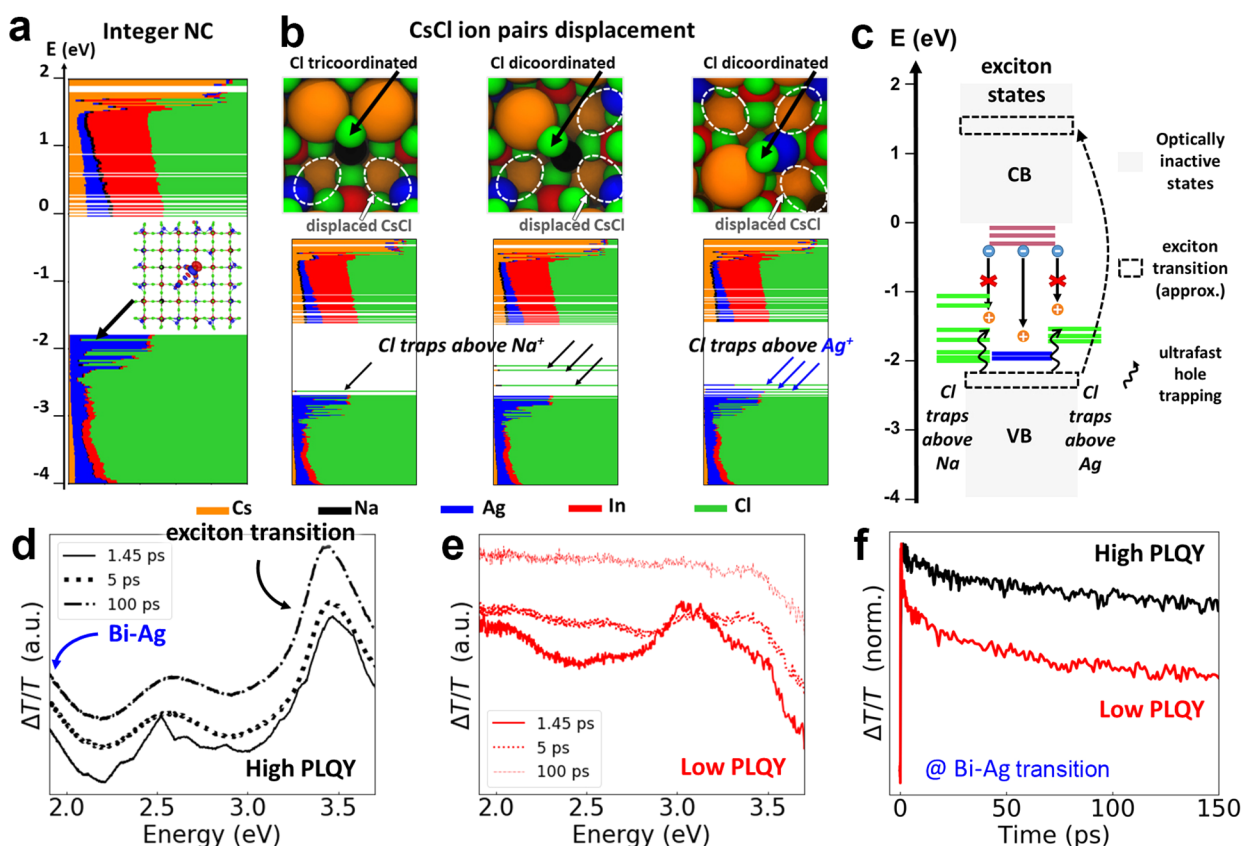 a
Integer NC
E (eV)
2
1
0
-1
-2
-3
-4
b
CsCl ion pairs displacement
Cl tricoordinated
Cl dicoordinated
Cl dicoordinated
displaced CsCl
displaced CsCl
Cl traps above Na⁺
Cl traps above Ag⁺
Cs
Na
Ag
In
Cl
c
E (eV)
exciton
states
2
1
0
-1
-2
-3
-4
CB
VB
Cl
traps
above
Na
Cl
traps
above
Ag
Optically
inactive
states
exciton
transition
(approx.)
ultrafast
hole
trapping
d
exciton transition
1.45 ps
5 ps
100 ps
Bi-Ag
ΔT/T (a.u.)
High PLQY
2.0
2.5
3.0
3.5
Energy (eV)
e
ΔT/T (a.u.)
1.45 ps
5 ps
100 ps
Low PLQY
2.0
2.5
3.0
3.5
Energy (eV)
f
High PLQY
Low PLQY
ΔT/T (norm.)
@ Bi-Ag transition
0
50
100
150
Time (ps)